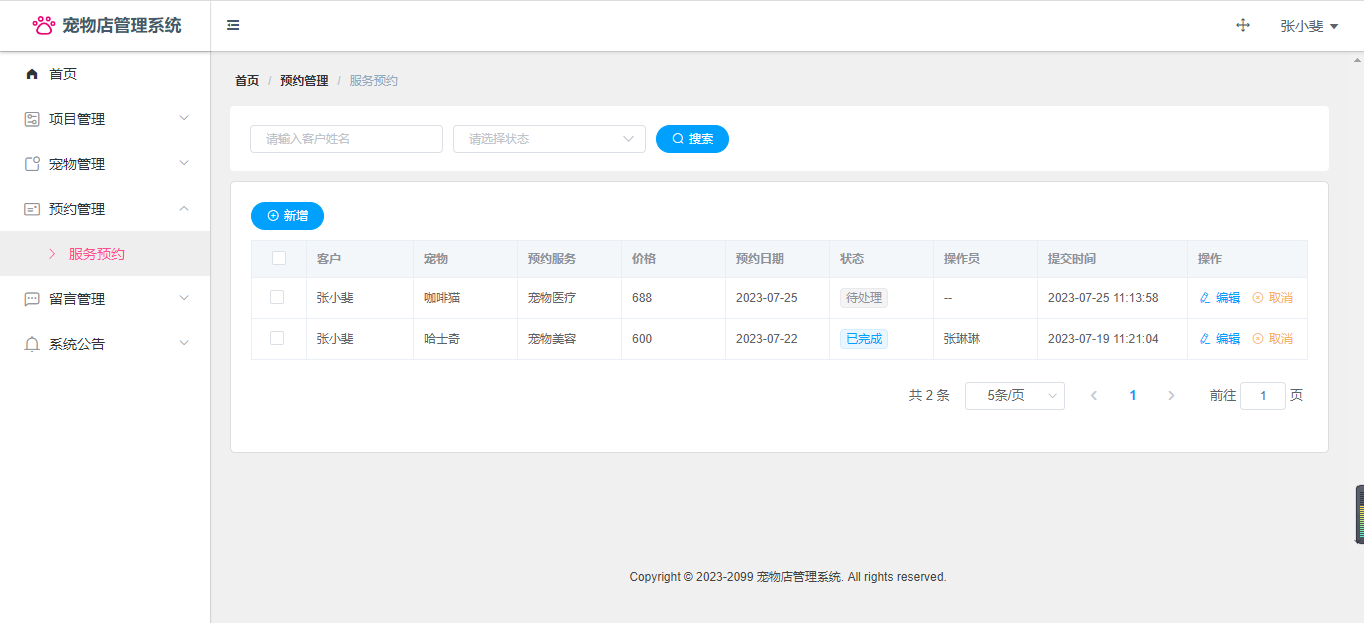 宠物店管理系统
张小斐
首页
项目管理
宠物管理
预约管理
服务预约
留言管理
系统公告
首页 / 预约管理 / 服务预约
请输入客户姓名 请选择状态 搜索
新增
客户 宠物 预约服务 价格 预约日期 状态 操作员 提交时间 操作
张小斐 咖啡猫 宠物医疗 688 2023-07-25 待处理 -- 2023-07-25 11:13:58 编辑 取消
张小斐 哈士奇 宠物美容 600 2023-07-22 已完成 张琳琳 2023-07-19 11:21:04 编辑 取消
共 2 条 5条/页 1 前往 1 页
Copyright © 2023-2099 宠物店管理系统. All rights reserved.